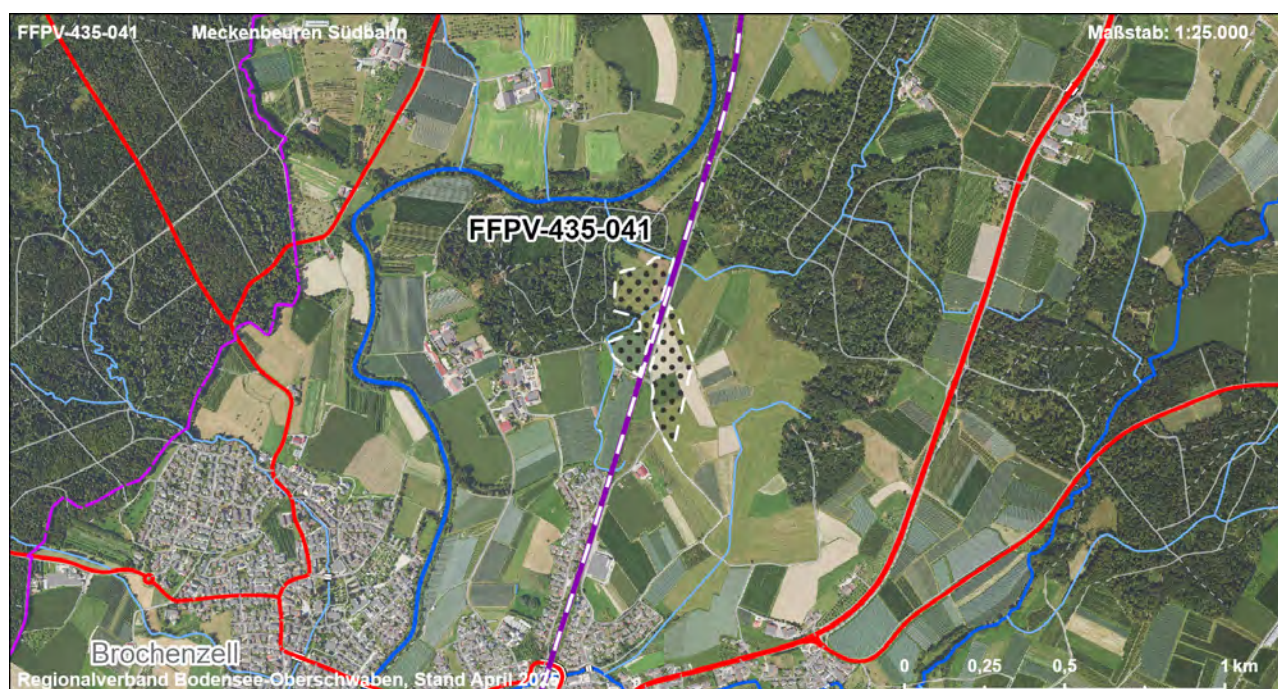 FFPV-435-041 Meckenbeuren Südbahn Maßstab: 1:25.000
FFPV-435-041
Brochenzell
0 0,25 0,5 1 km
Regionalverband Bodensee-Oberschwaben, Stand April 2025